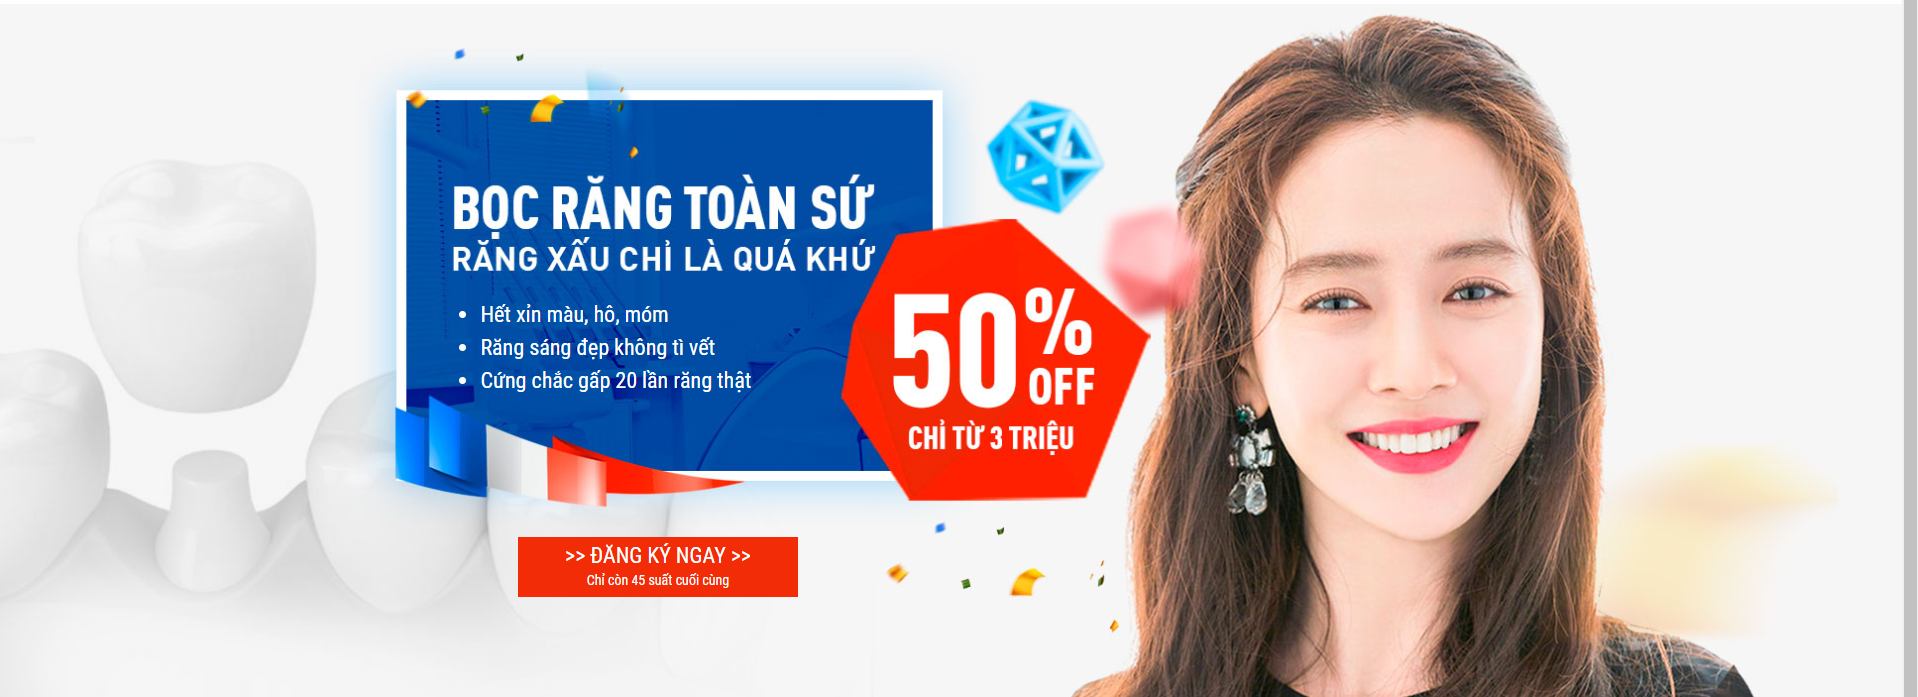 BỌC RĂNG TOÀN SỨ
RĂNG XẤU CHỈ LÀ QUÁ KHỨ
• Hết xỉn màu, hô, móm
• Răng sáng đẹp không tì vết
• Cứng chắc gấp 20 lần răng thật
50% OFF
CHỈ TỪ 3 TRIỆU
>> ĐĂNG KÝ NGAY >>
Chỉ còn 45 suất cuối cùng